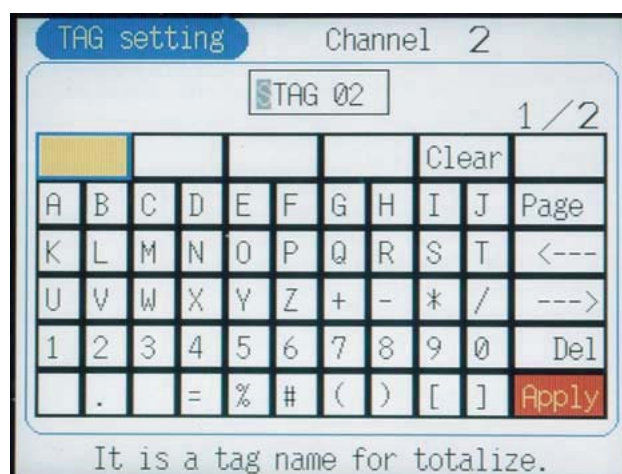 TAG setting Channel 2
STAG 02
1/2
Clear
A B C D E F G H I J Page
K L M N O P Q R S T <---
U V W X Y Z + - * / --->
1 2 3 4 5 6 7 8 9 0 Del
. = % # ( ) [ ] Apply
It is a tag name for totalize.